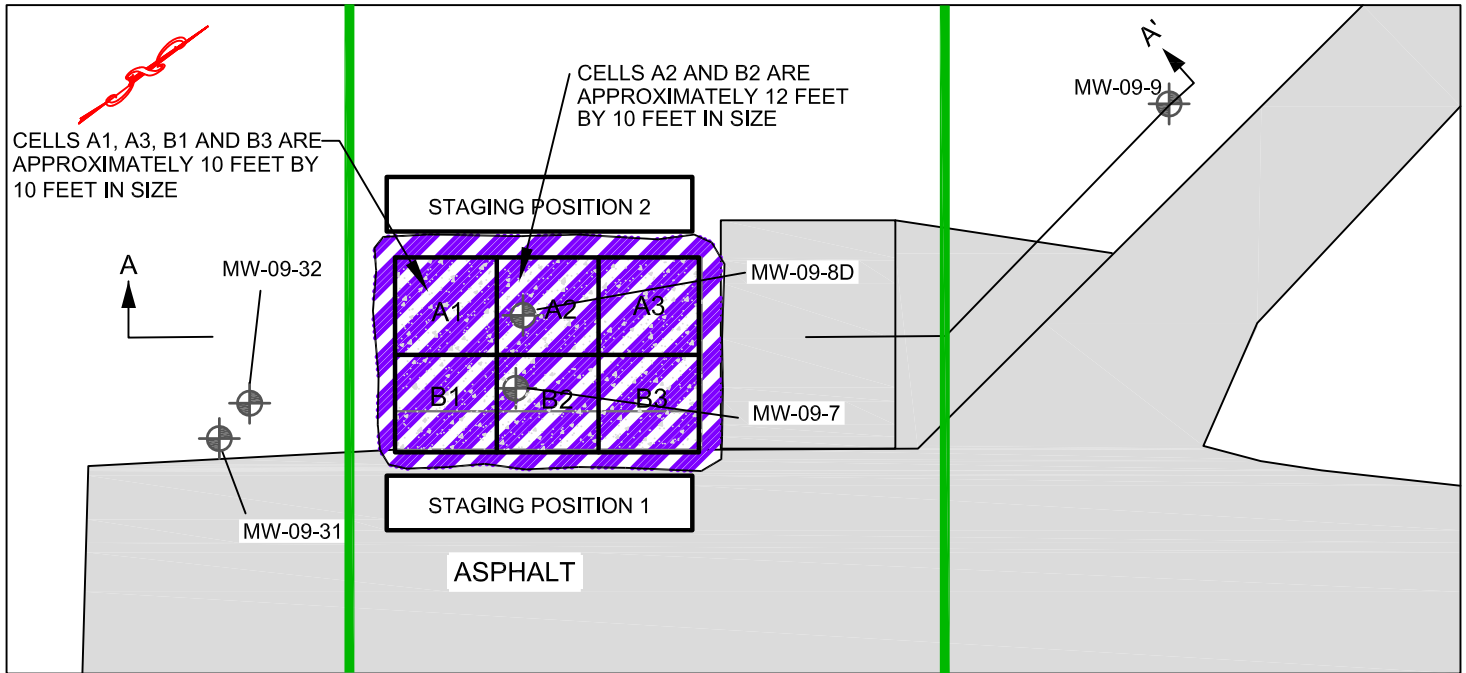 CELLS A1, A3, B1 AND B3 ARE
APPROXIMATELY 10 FEET BY
10 FEET IN SIZE
CELLS A2 AND B2 ARE
APPROXIMATELY 12 FEET
BY 10 FEET IN SIZE
A'
MW-09-9
STAGING POSITION 2
A
MW-09-32
MW-09-8D
A1
A2
A3
B1
B2
B3
MW-09-7
STAGING POSITION 1
MW-09-31
ASPHALT